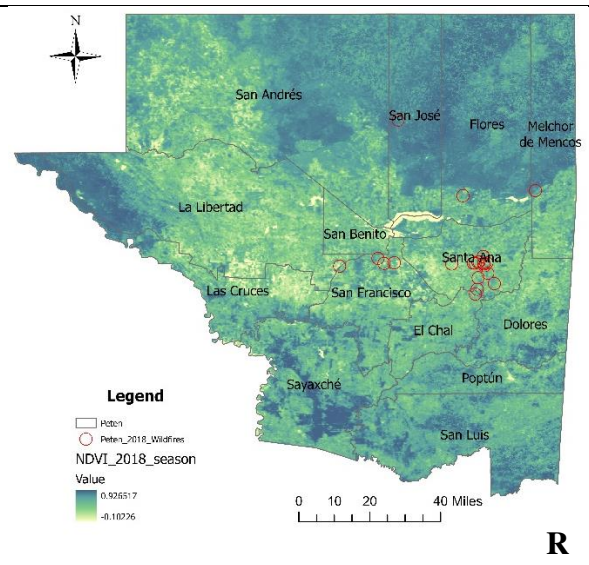 N
San Andrés
San José
Flores
Melchor
de Mencos
La Libertad
San Benito
Santa Ana
Las Cruces
San Francisco
El Chal
Dolores
Sayaxché
Poptún
San Luis
Legend
Peten
Peten_2018_Wildfires
NDVI_2018_season
Value
0.926517
-0.10226
0 10 20 40 Miles
R